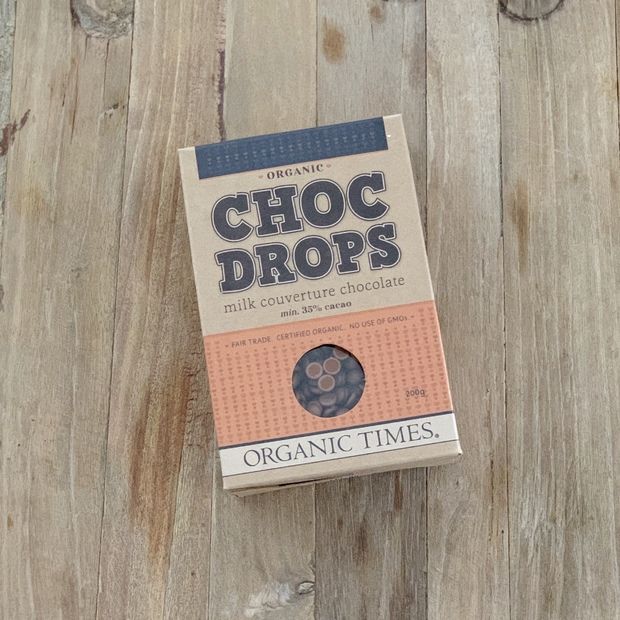 ORGANIC
CHOC
DROPS
milk couverture chocolate
min. 35% cacao
FAIR TRADE. CERTIFIED ORGANIC. NO USE OF GMOs.
200g
ORGANIC TIMES®